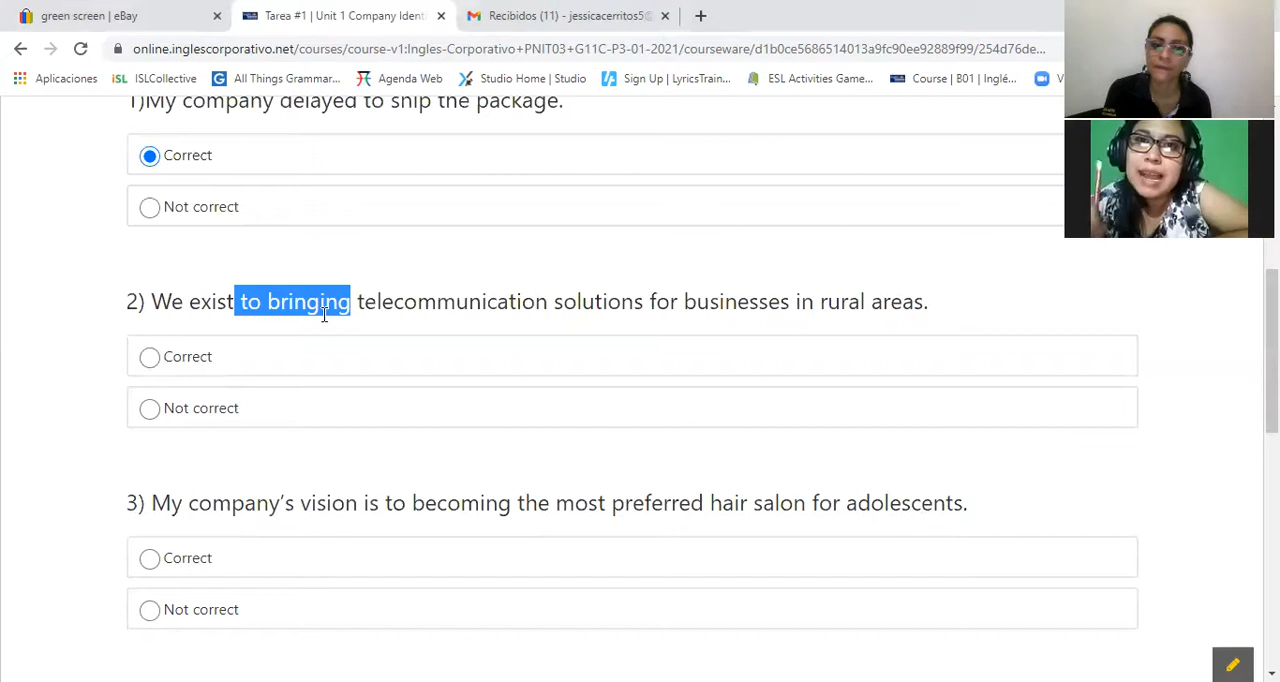 green screen | eBay
Tarea #1 | Unit 1 Company Ident
Recibidos (11) - jessicacerritos5@
online.inglescorporativo.net/courses/course-v1:Ingles-Corporativo+PNIT03+G11C-P3-01-2021/courseware/d1b0ce5686514013a9fc90ee92889f99/254d76de...
Aplicaciones iSL ISLCollective G All Things Grammar... Agenda Web Studio Home | Studio Sign Up | LyricsTrain... ESL Activities Game... Course | B01 | Inglé...
1)My company delayed to ship the package.
Correct
Not correct
2) We exist to bringing telecommunication solutions for businesses in rural areas.
Correct
Not correct
3) My company’s vision is to becoming the most preferred hair salon for adolescents.
Correct
Not correct